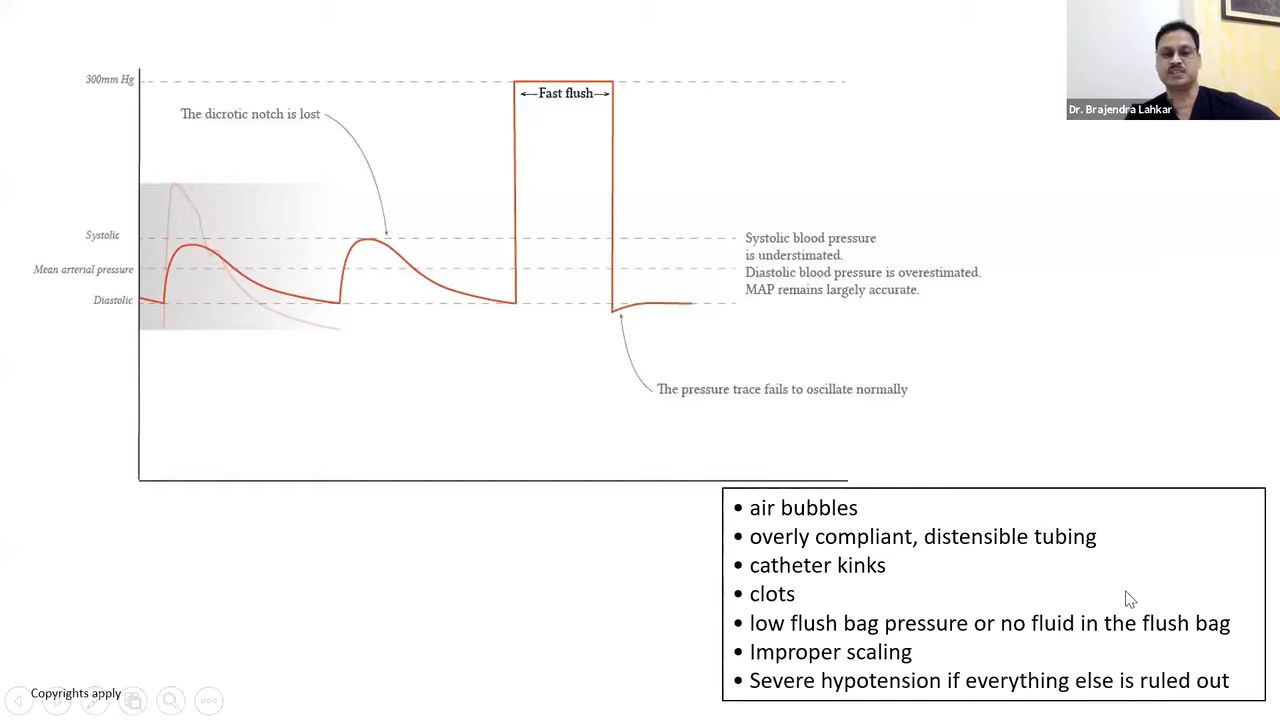 Dr. Brajendra Lahkar
300mm Hg
Fast flush
The dicrotic notch is lost
Systolic
Mean arterial pressure
Diastolic
Systolic blood pressure
is understimated.
Diastolic blood pressure is overestimated.
MAP remains largely accurate.
The pressure trace fails to oscillate normally
• air bubbles
• overly compliant, distensible tubing
• catheter kinks
• clots
• low flush bag pressure or no fluid in the flush bag
• Improper scaling
• Severe hypotension if everything else is ruled out
Copyrights apply